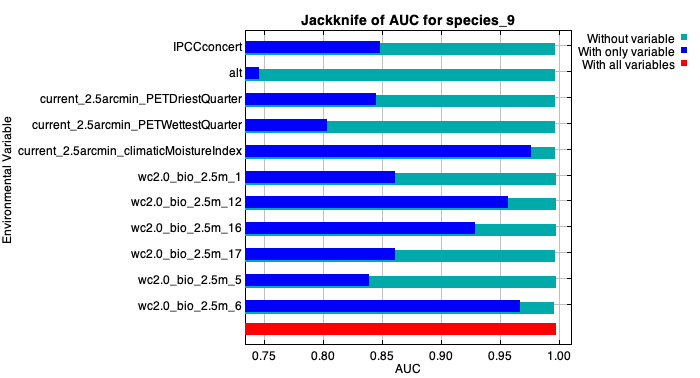 Jackknife of AUC for species_9
Without variable
With only variable
With all variables
Environmental Variable
IPCCconcert
alt
current_2.5arcmin_PETDriestQuarter
current_2.5arcmin_PETWettestQuarter
current_2.5arcmin_climaticMoistureIndex
wc2.0_bio_2.5m_1
wc2.0_bio_2.5m_12
wc2.0_bio_2.5m_16
wc2.0_bio_2.5m_17
wc2.0_bio_2.5m_5
wc2.0_bio_2.5m_6
0.75 0.80 0.85 0.90 0.95 1.00
AUC